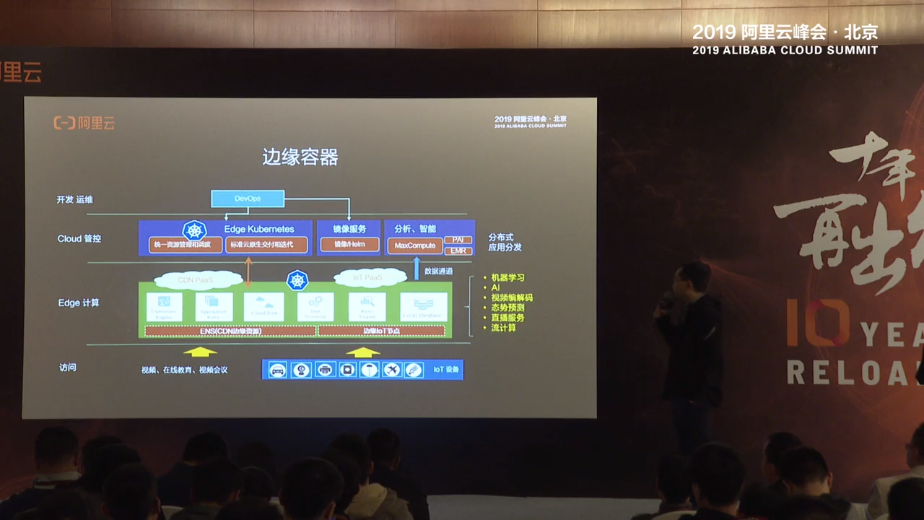 2019 阿里云峰会·北京
2019 ALIBABA CLOUD SUMMIT
里云
阿里云
2019 阿里云峰会·北京
2019 ALIBABA CLOUD SUMMIT
边缘容器
开发 运维
DevOps
Cloud 管控
Edge Kubernetes
统一资源管理和调度
标准云原生交付和迭代
镜像服务
镜像/Helm
分析、智能
MaxCompute
PAI
EMR
分布式
应用分发
数据通道
CDN PaaS
IoT PaaS
Edge 计算
ENS(CDN边缘资源)
边缘IoT节点
机器学习
AI
视频编解码
态势预测
直播服务
流计算
访问
视频、在线教育、视频会议
IoT 设备
十年
再出
10
YEA
RELOA